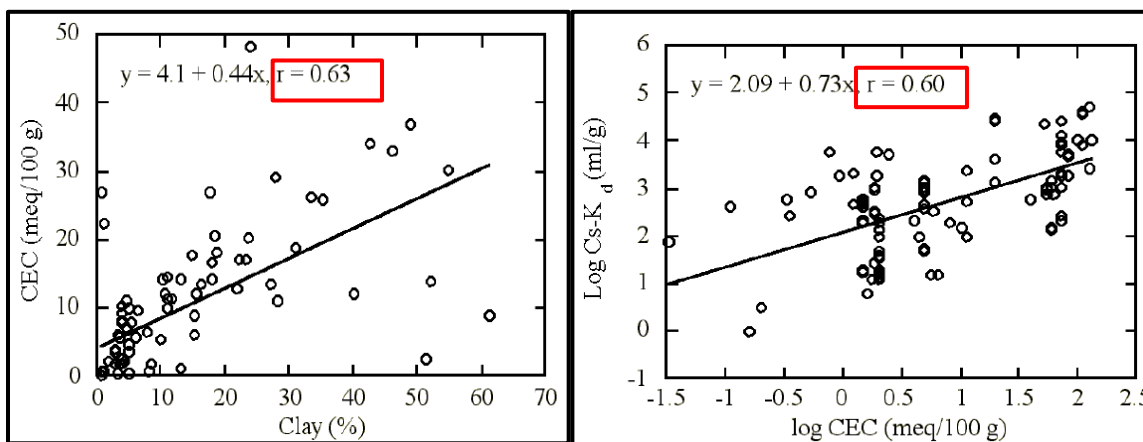 50
40
30
20
10
0
CEC (meq/100 g)
y = 4.1 + 0.44x, r = 0.63
0 10 20 30 40 50 60 70
Clay (%)
6
5
4
3
2
1
0
-1
Log Cs-K d (ml/g)
y = 2.09 + 0.73x, r = 0.60
-1.5 -1 -0.5 0 0.5 1 1.5 2 2.5
log CEC (meq/100 g)